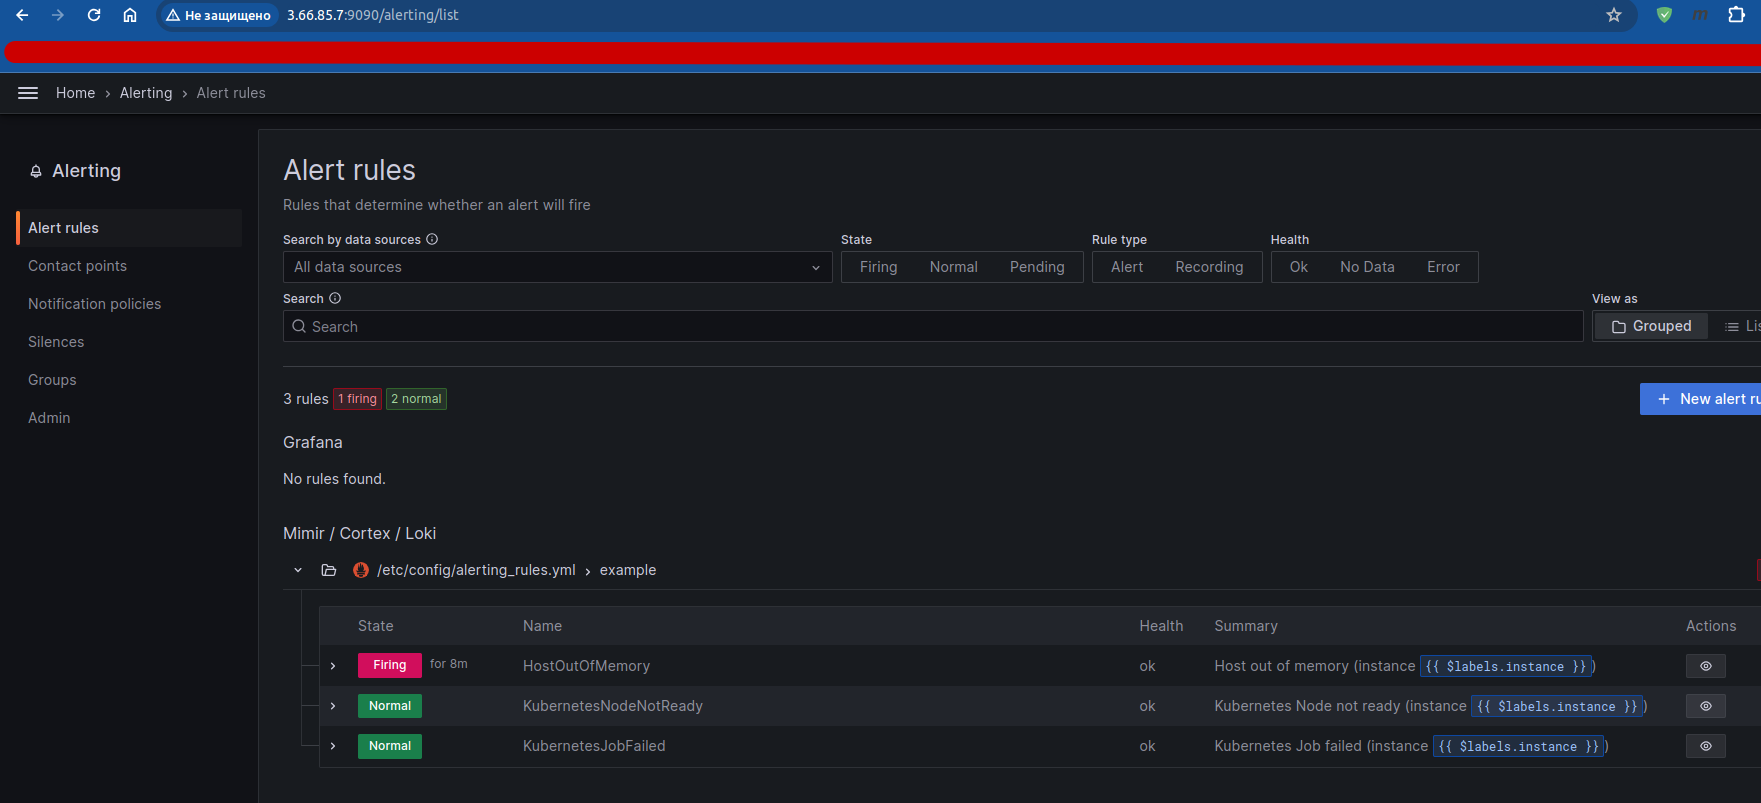 Не защищено 3.66.85.7:9090/alerting/list
Home › Alerting › Alert rules
Alerting
Alert rules
Contact points
Notification policies
Silences
Groups
Admin
Alert rules
Rules that determine whether an alert will fire
Search by data sources State Rule type Health
All data sources Firing Normal Pending Alert Recording Ok No Data Error
Search View as
Search Grouped
3 rules 1 firing 2 normal + New alert
Grafana
No rules found.
Mimir / Cortex / Loki
/etc/config/alerting_rules.yml › example
State Name Health Summary Actions
Firing for 8m HostOutOfMemory ok Host out of memory (instance {{ $labels.instance }})
Normal KubernetesNodeNotReady ok Kubernetes Node not ready (instance {{ $labels.instance }})
Normal KubernetesJobFailed ok Kubernetes Job failed (instance {{ $labels.instance }})